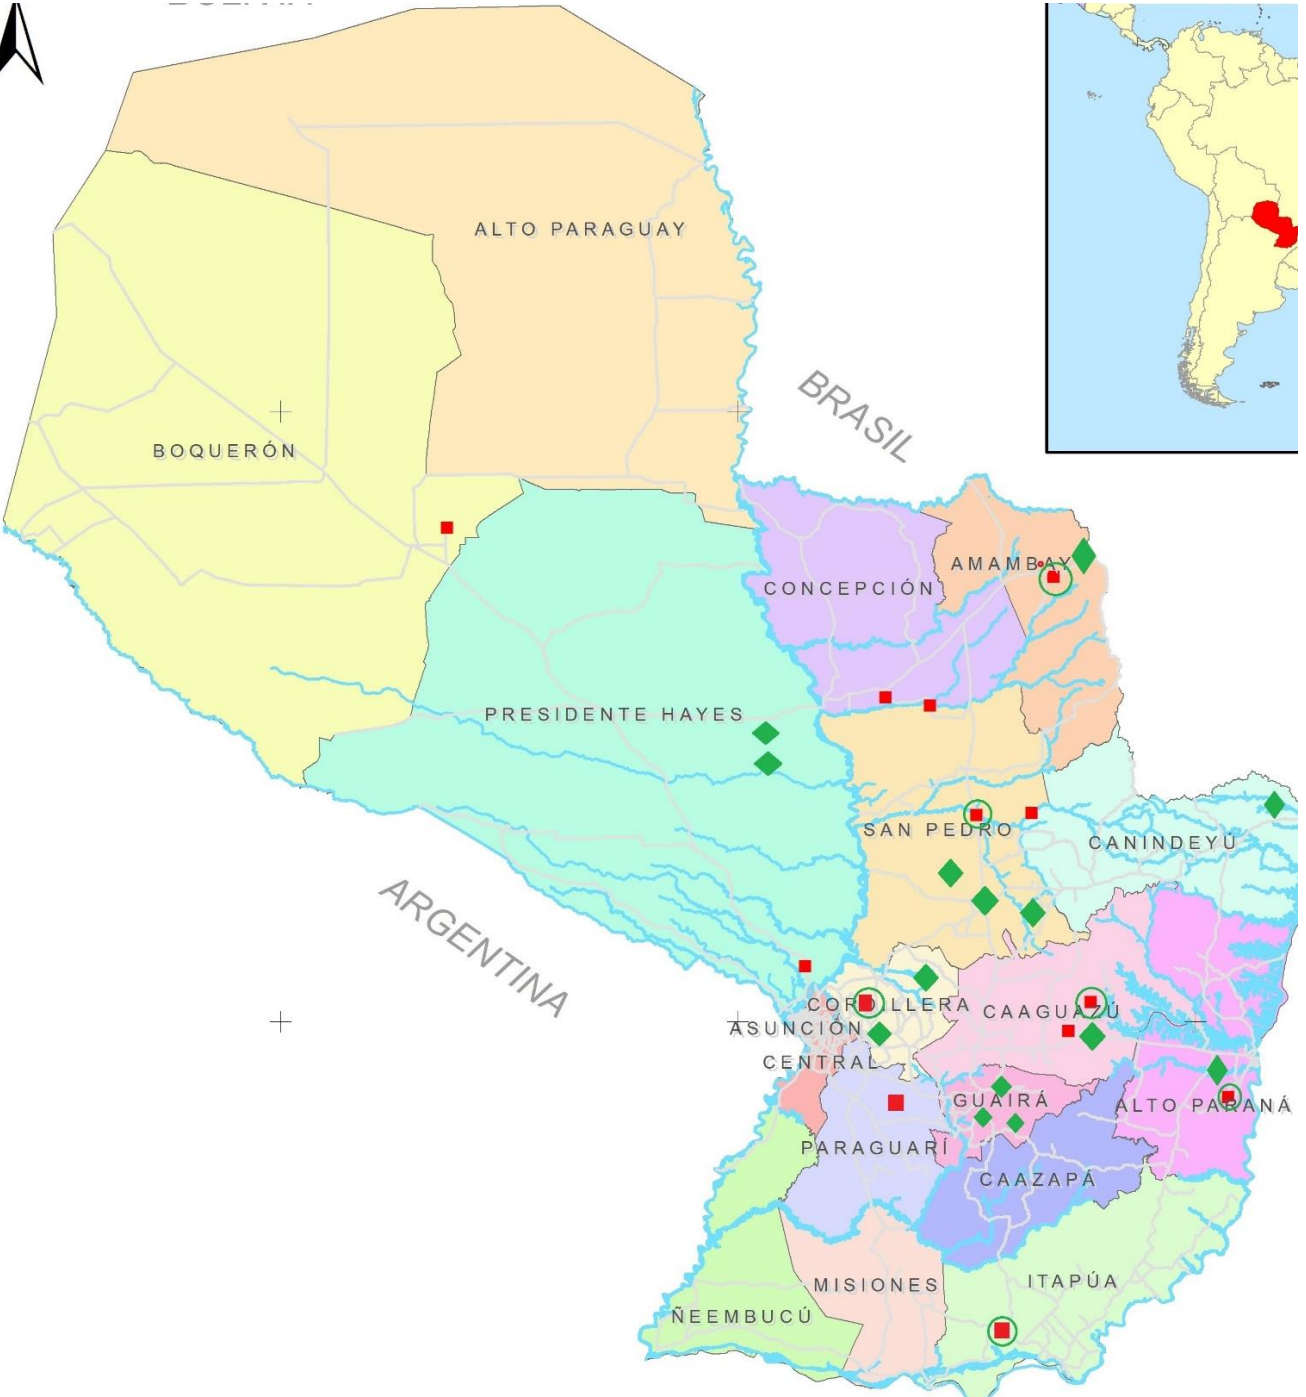 ALTO PARAGUAY
BRASIL
BOQUERÓN
AMAMBAY
CONCEPCIÓN
PRESIDENTE HAYES
SAN PEDRO
CANINDEYÚ
ARGENTINA
CORDILLERA
CAAGUAZÚ
ASUNCIÓN
CENTRAL
GUAIRÁ
ALTO PARANÁ
PARAGUARÍ
CAAZAPÁ
MISIONES
ITAPÚA
ÑEEMBUCÚ